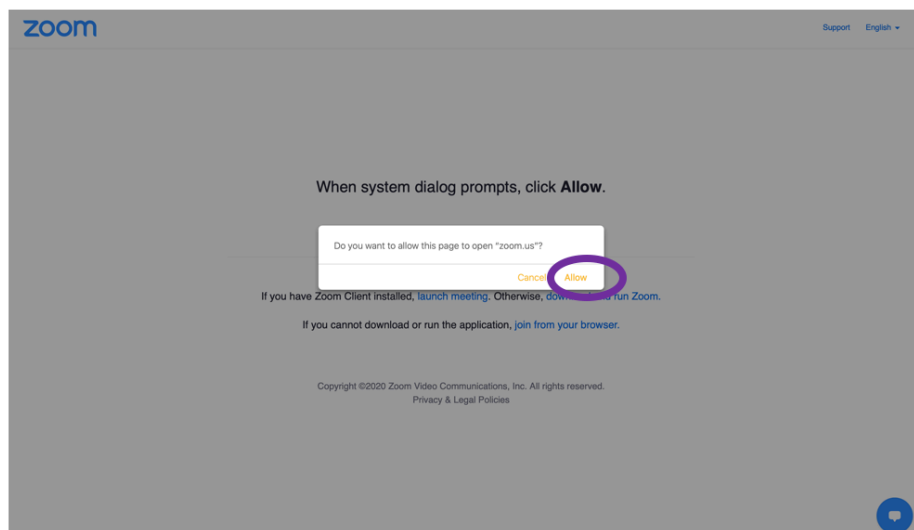 zoom
Support English
When system dialog prompts, click Allow.
Do you want to allow this page to open "zoom.us"?
Cancel Allow
If you have Zoom Client installed, launch meeting. Otherwise, run Zoom.
If you cannot download or run the application, join from your browser.
Copyright ©2020 Zoom Video Communications, Inc. All rights reserved.
Privacy & Legal Policies